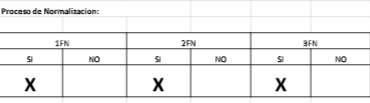 Proceso de Normalizacion:
1FN 2FN 3FN
SI NO SI NO SI NO
X X X